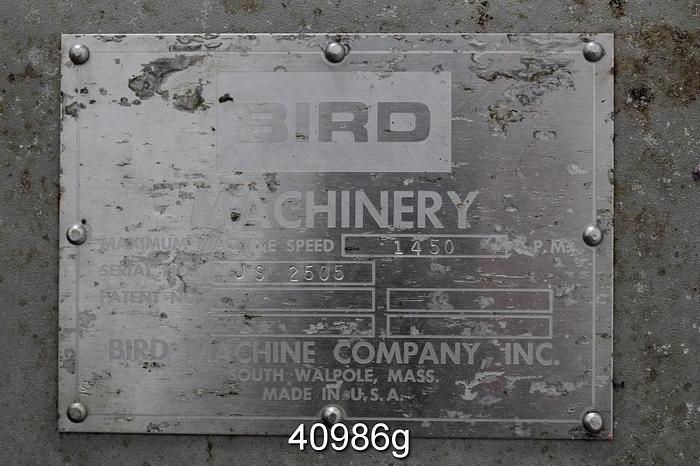 BIRD
MACHINERY
MAXIMUM MACHINE SPEED 1450 R.P.M.
SERIAL NO. JS 2505
PATENT NO.
BIRD MACHINE COMPANY, INC.
SOUTH WALPOLE, MASS.
MADE IN U.S.A.
40986g